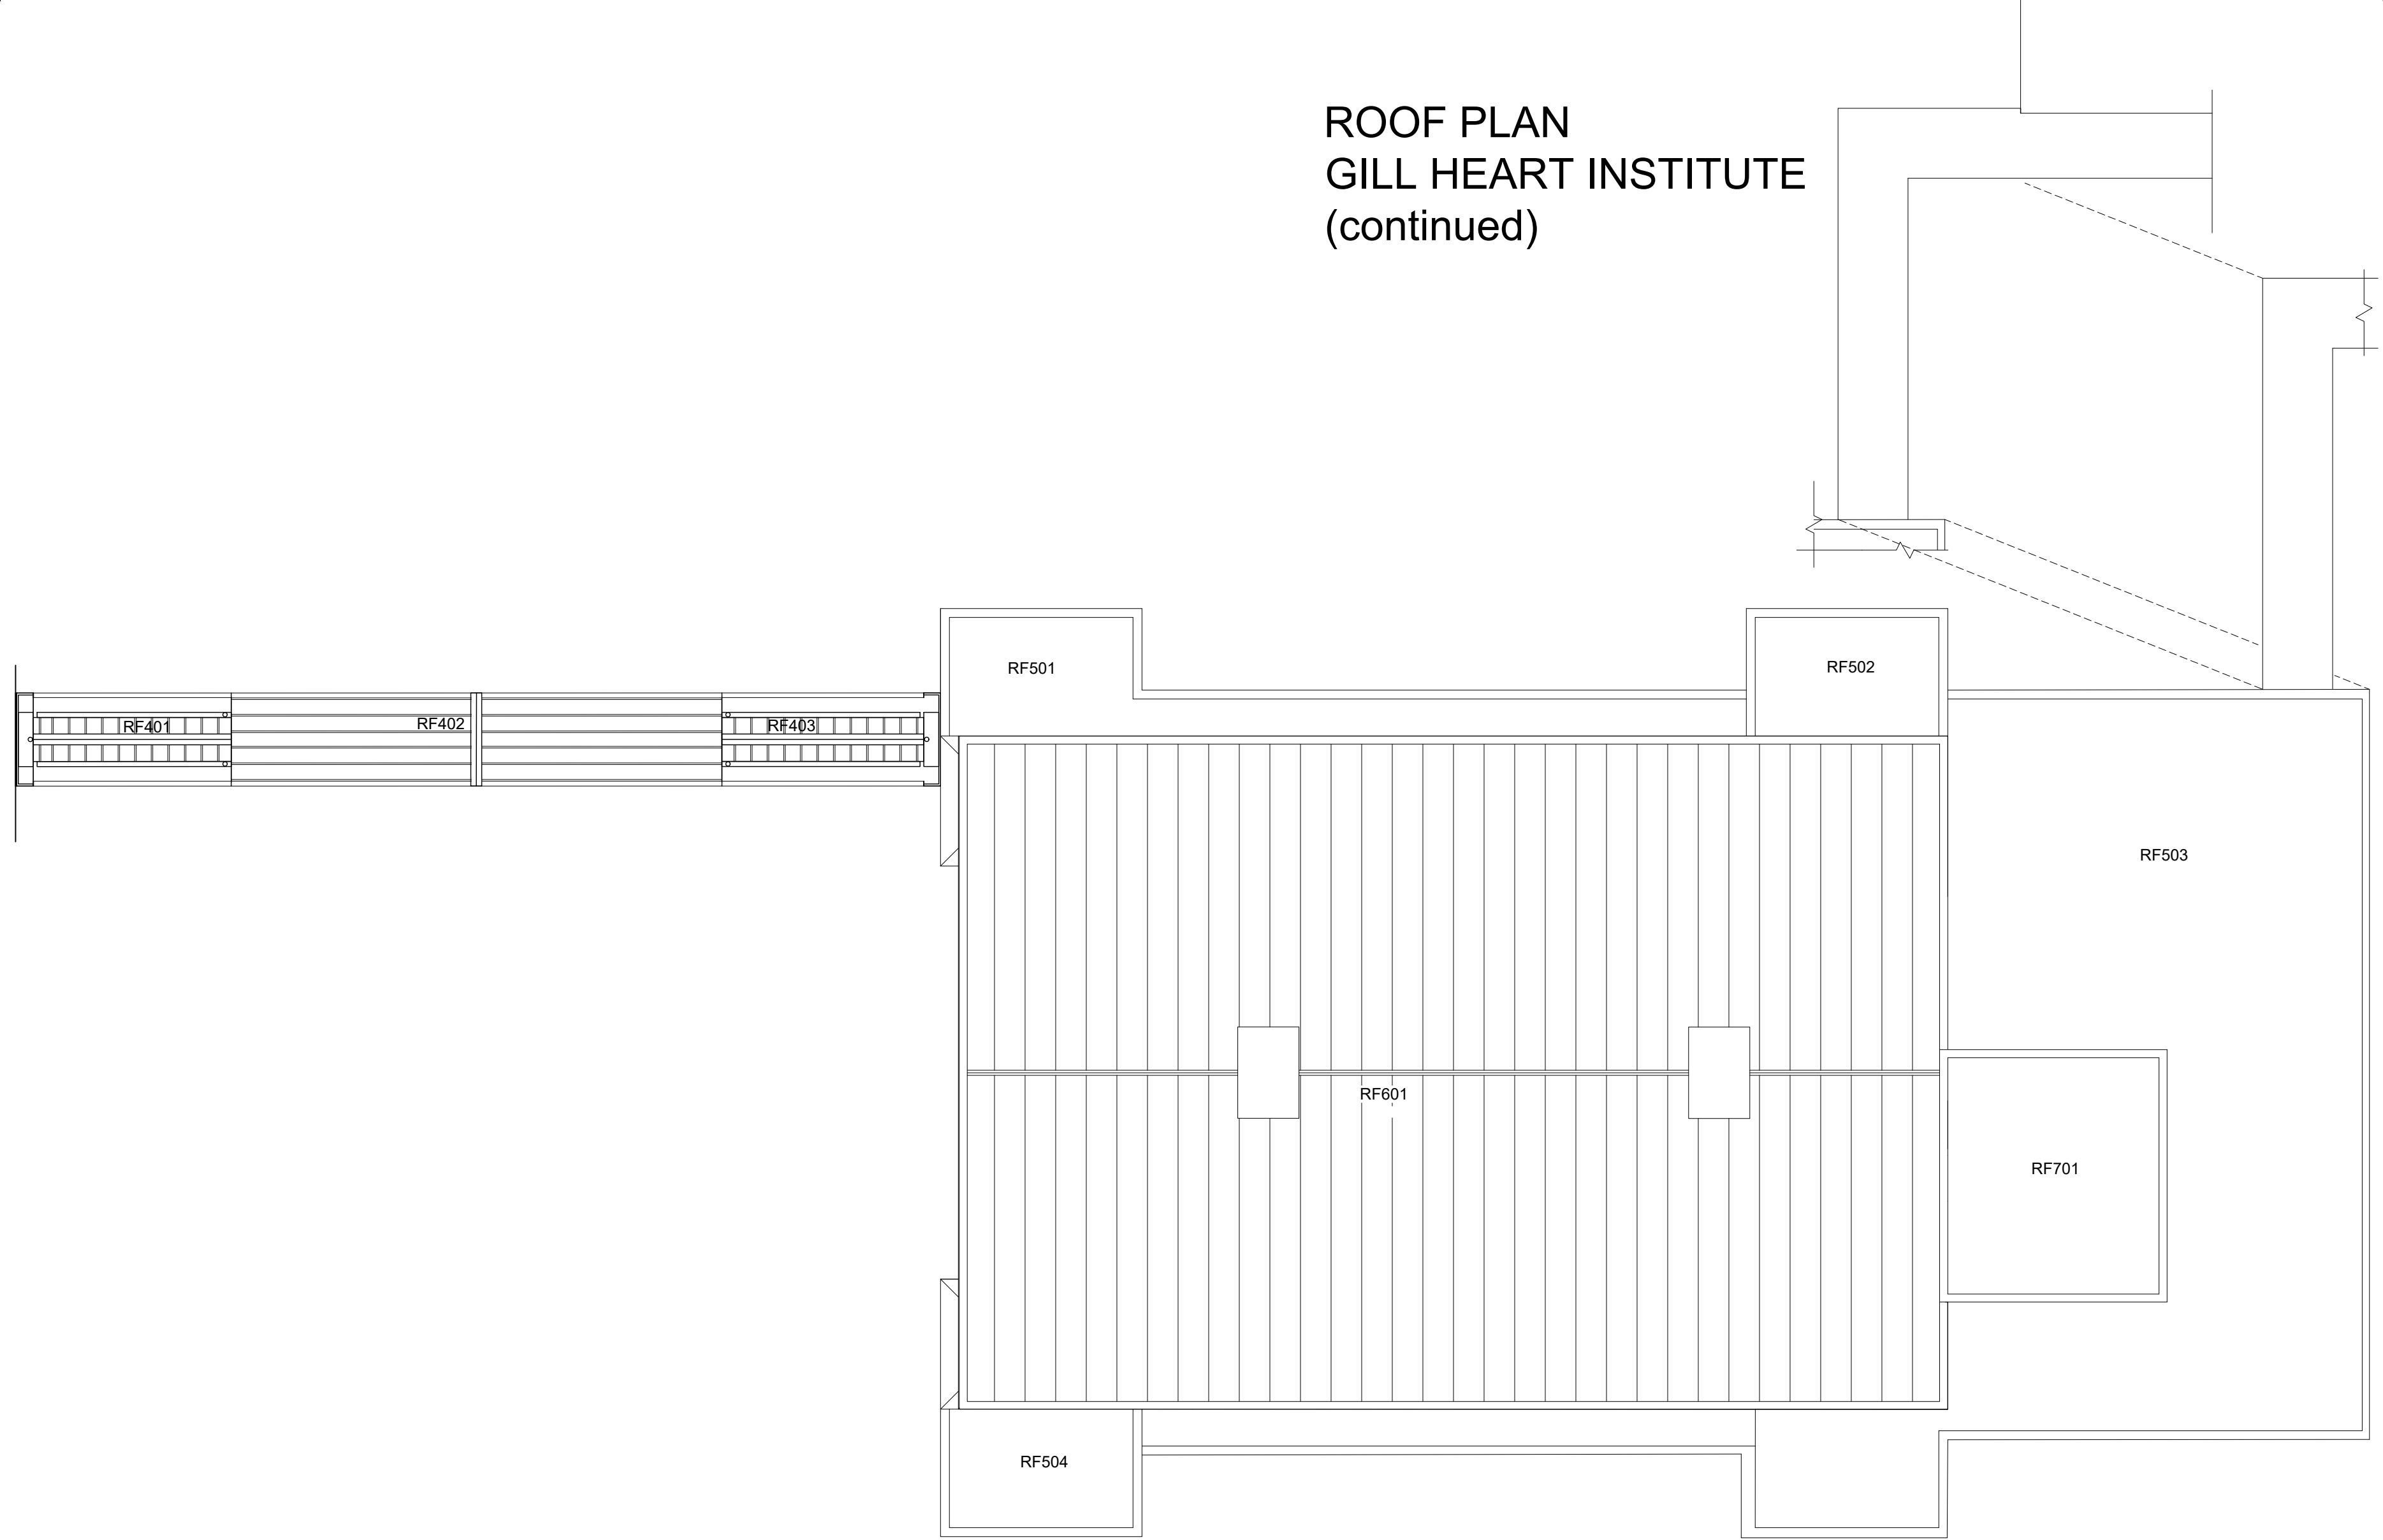 ROOF PLAN
GILL HEART INSTITUTE
(continued)
RF501
RF502
RF401
RF402
RF403
RF503
RF601
RF701
RF504